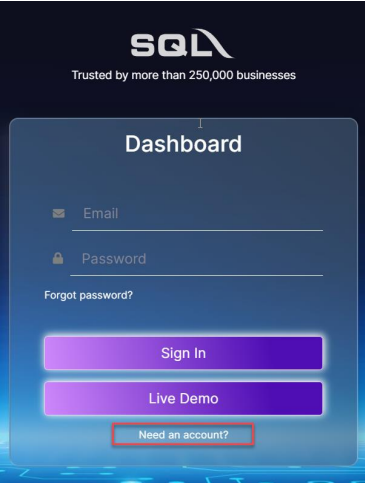 SQL
Trusted by more than 250,000 businesses
Dashboard
Email
Password
Forgot password?
Sign In
Live Demo
Need an account?